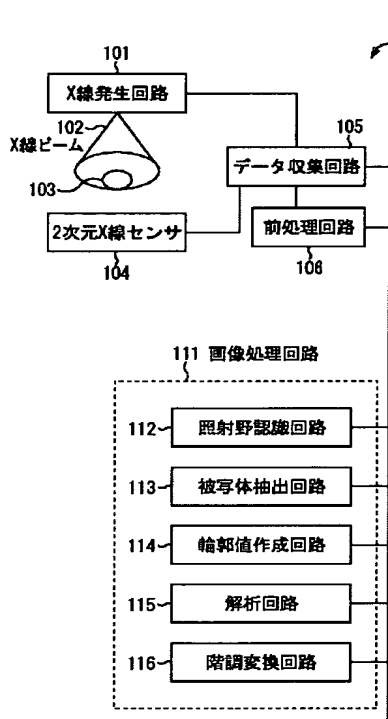 101
X線発生回路
102
X線ビーム
103
105
データ収集回路
2次元X線センサ
104
前処理回路
106
111 画像処理回路
112 照射野認識回路
113 被写体抽出回路
114 輪郭値作成回路
115 解析回路
116 階調変換回路